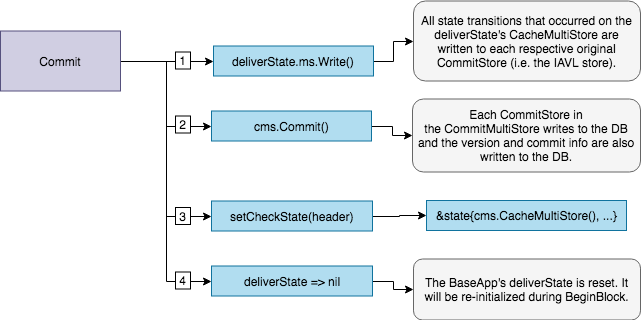 Commit
1
deliverState.ms.Write()
All state transitions that occurred on the
deliverState's CacheMultiStore are
written to each respective original
CommitStore (i.e. the IAVL store).
2
cms.Commit()
Each CommitStore in
the CommitMultiStore writes to the DB
and the version and commit info are also
written to the DB.
3
setCheckState(header)
&state{cms.CacheMultiStore(), ...}
4
deliverState => nil
The BaseApp's deliverState is reset. It
will be re-initialized during BeginBlock.